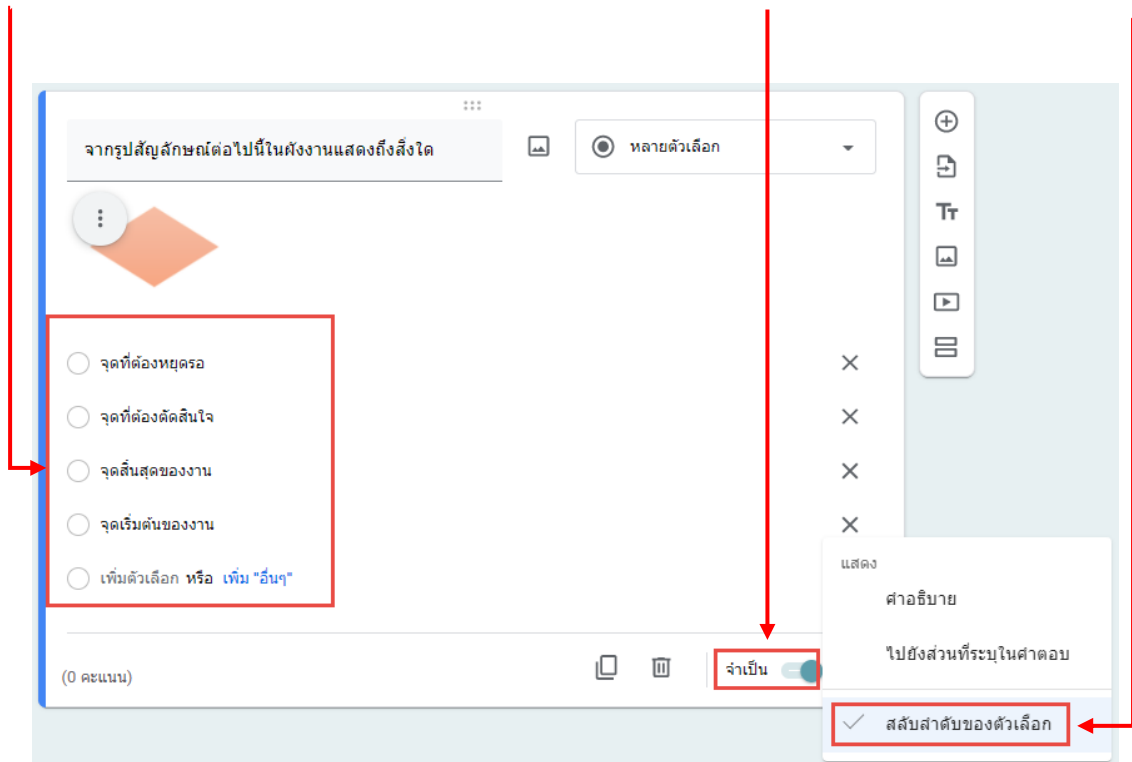 จากรูปสัญลักษณ์ต่อไปนี้ในผังงานแสดงถึงสิ่งใด
หลายตัวเลือก
Tт
จุดที่ต้องหยุดรอ
จุดที่ต้องตัดสินใจ
จุดสิ้นสุดของงาน
จุดเริ่มต้นของงาน
เพิ่มตัวเลือก หรือ เพิ่ม "อื่นๆ"
แสดง
คำอธิบาย
ไปยังส่วนที่ระบุในคำตอบ
(0 คะแนน)
จำเป็น
สลับลำดับของตัวเลือก